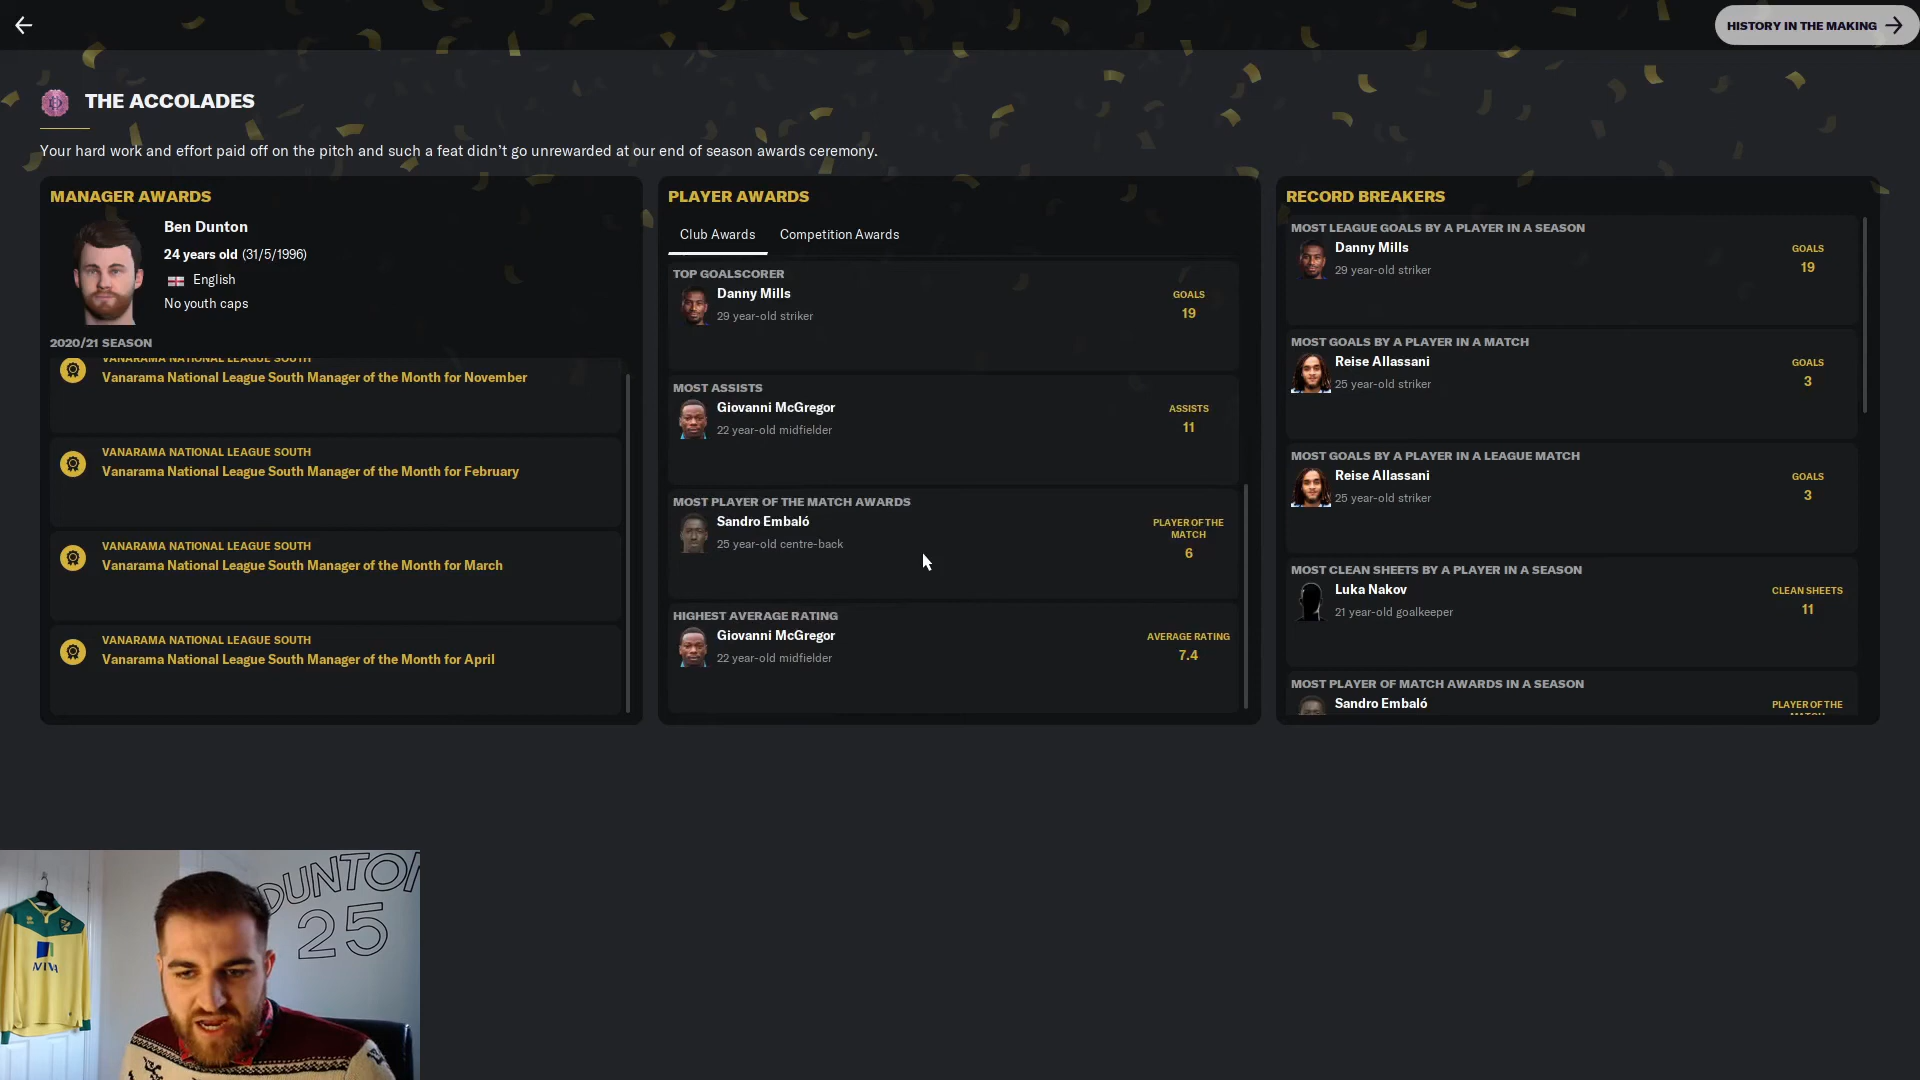 HISTORY IN THE MAKING
THE ACCOLADES
Your hard work and effort paid off on the pitch and such a feat didn't go unrewarded at our end of season awards ceremony.
MANAGER AWARDS
Ben Dunton
24 years old (31/5/1996)
English
No youth caps
2020/21 SEASON
VANARAMA NATIONAL LEAGUE SOUTH
Vanarama National League South Manager of the Month for November
VANARAMA NATIONAL LEAGUE SOUTH
Vanarama National League South Manager of the Month for February
VANARAMA NATIONAL LEAGUE SOUTH
Vanarama National League South Manager of the Month for March
VANARAMA NATIONAL LEAGUE SOUTH
Vanarama National League South Manager of the Month for April
PLAYER AWARDS
Club Awards Competition Awards
TOP GOALSCORER
Danny Mills
29 year-old striker
GOALS
19
MOST ASSISTS
Giovanni McGregor
22 year-old midfielder
ASSISTS
11
MOST PLAYER OF THE MATCH AWARDS
Sandro Embaló
25 year-old centre-back
PLAYER OF THE
MATCH
6
HIGHEST AVERAGE RATING
Giovanni McGregor
22 year-old midfielder
AVERAGE RATING
7.4
RECORD BREAKERS
MOST LEAGUE GOALS BY A PLAYER IN A SEASON
Danny Mills
29 year-old striker
GOALS
19
MOST GOALS BY A PLAYER IN A MATCH
Reise Allassani
25 year-old striker
GOALS
3
MOST GOALS BY A PLAYER IN A LEAGUE MATCH
Reise Allassani
25 year-old striker
GOALS
3
MOST CLEAN SHEETS BY A PLAYER IN A SEASON
Luka Nakov
21 year-old goalkeeper
CLEAN SHEETS
11
MOST PLAYER OF MATCH AWARDS IN A SEASON
Sandro Embaló
PLAYER OF THE
MATCH
DUNTON
25
AVIVA